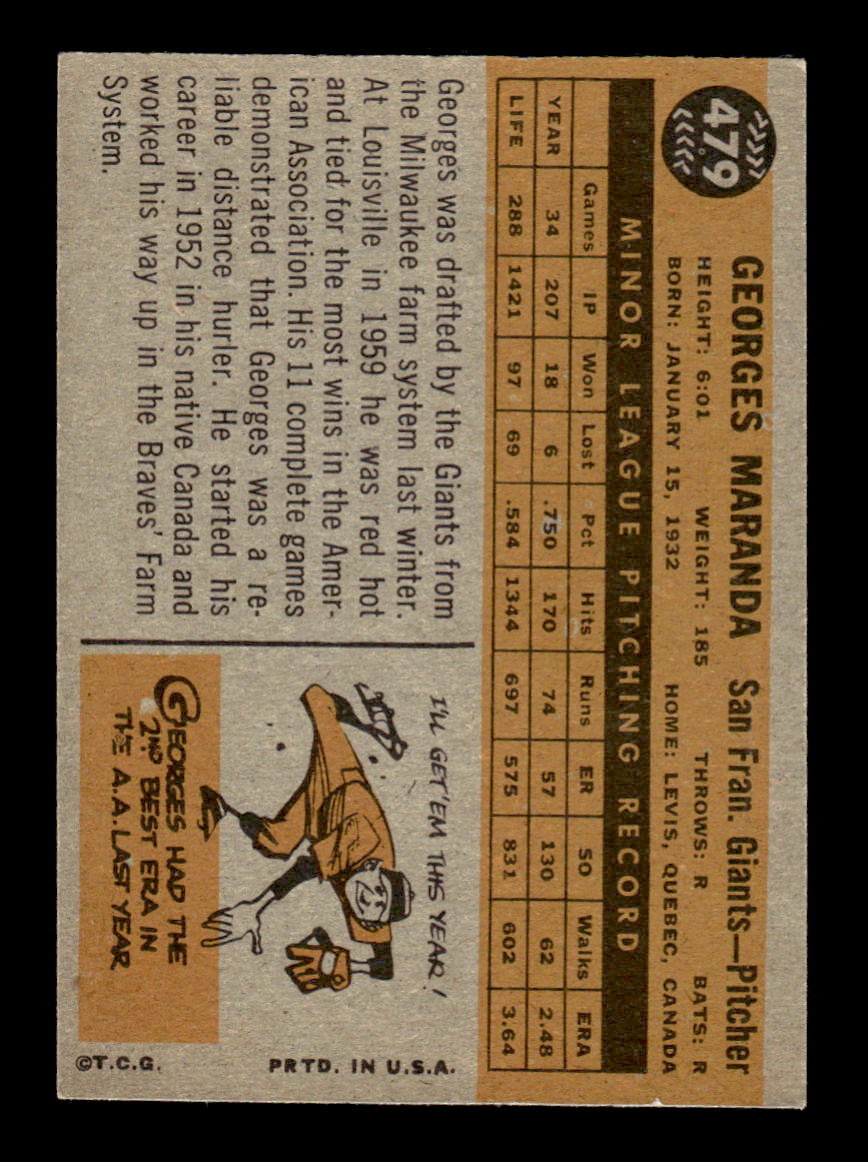 479
GEORGES MARANDA San Fran. Giants—Pitcher
HEIGHT: 6:01 WEIGHT: 185 THROWS: R BATS: R
BORN: JANUARY 15, 1932 HOME: LEVIS, QUEBEC, CANADA
MINOR LEAGUE PITCHING RECORD
Games IP Won Lost Pct Hits Runs ER SO Walks ERA
YEAR 34 207 18 6 .750 170 74 57 130 62 2.48
LIFE 288 1421 97 69 .584 1344 697 575 831 602 3.64
Georges was drafted by the Giants from
the Milwaukee farm system last winter.
At Louisville in 1959 he was red hot
and tied for the most wins in the Amer-
ican Association. His 11 complete games
demonstrated that Georges was a re-
liable distance hurler. He started his
career in 1952 in his native Canada and
worked his way up in the Braves' Farm
System.
I'LL GET 'EM THIS YEAR!
GEORGES HAD THE
2ND BEST ERA IN
THE A.A. LAST YEAR
©T.C.G. PRTD. IN U.S.A.